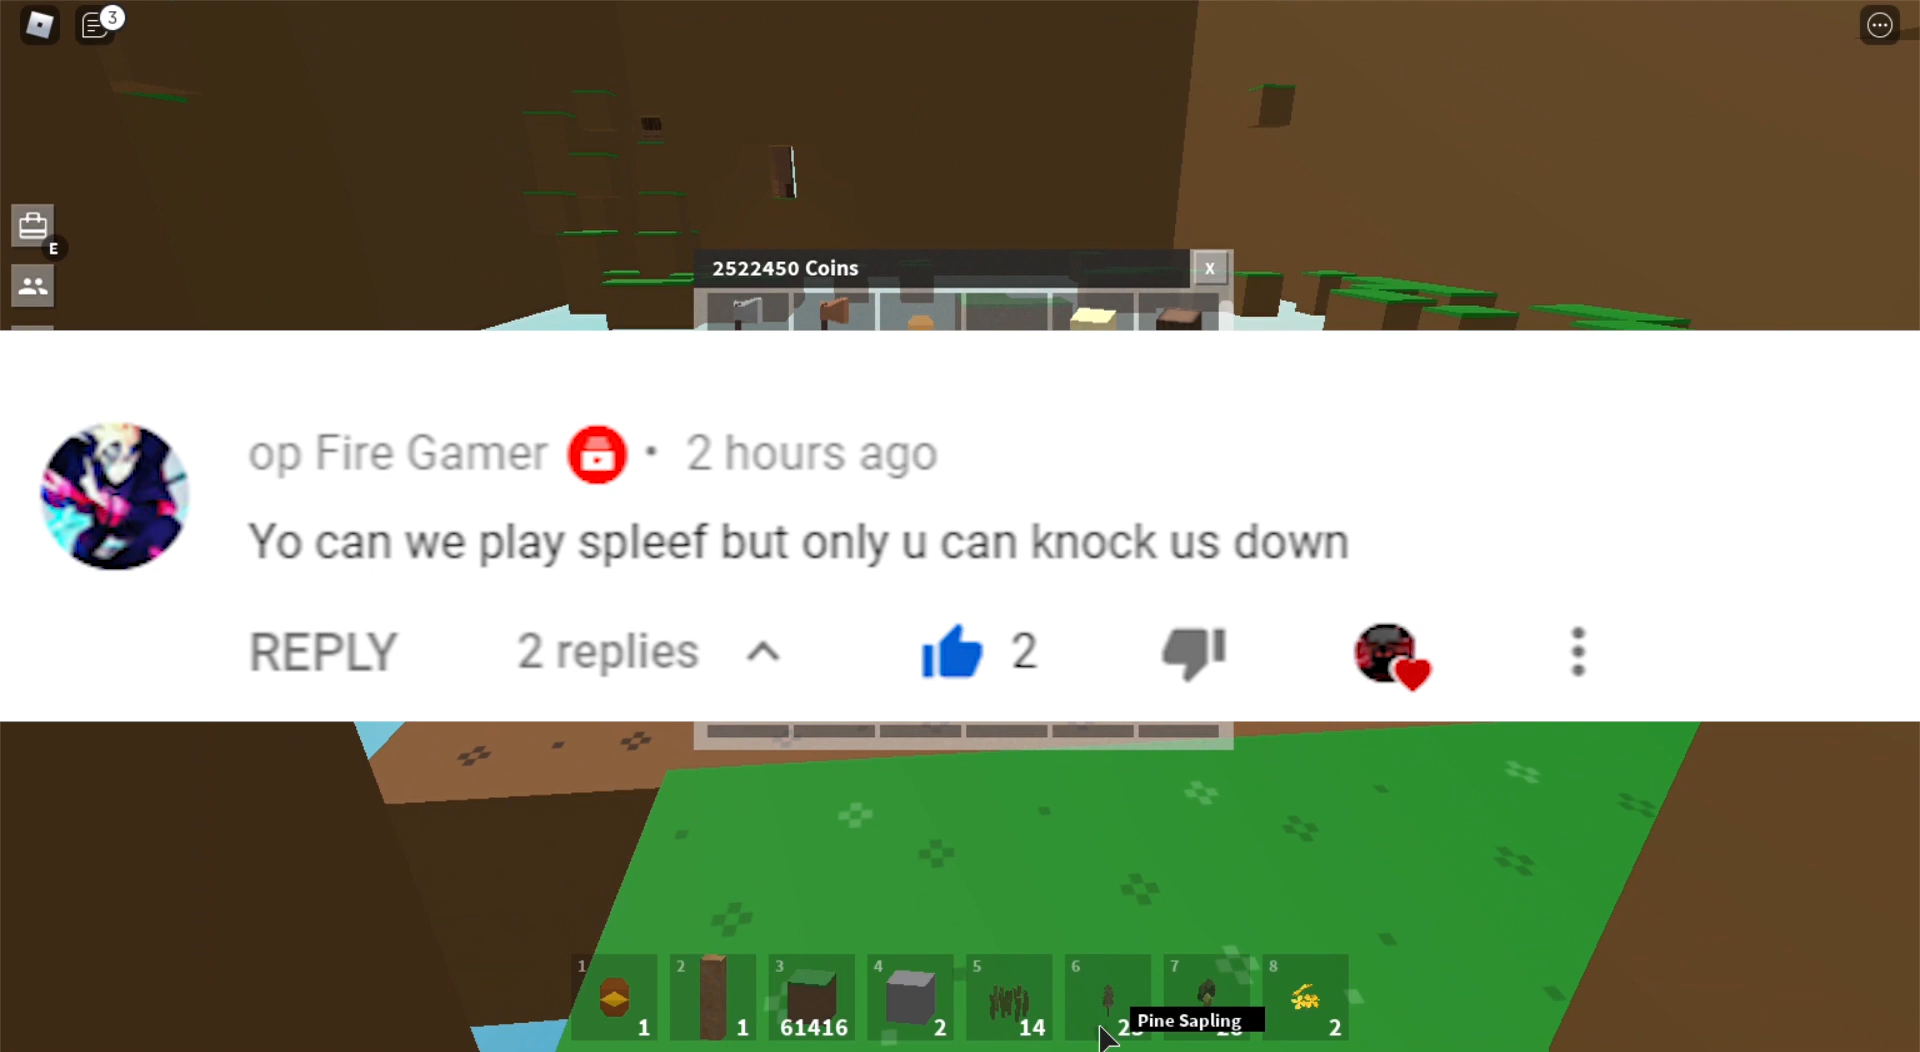 3
E
2522450 Coins
X
op Fire Gamer • 2 hours ago
Yo can we play spleef but only u can knock us down
REPLY 2 replies 2
1 2 3 4 5 6 7 8
Pine Sapling
1 1 61416 2 14 2